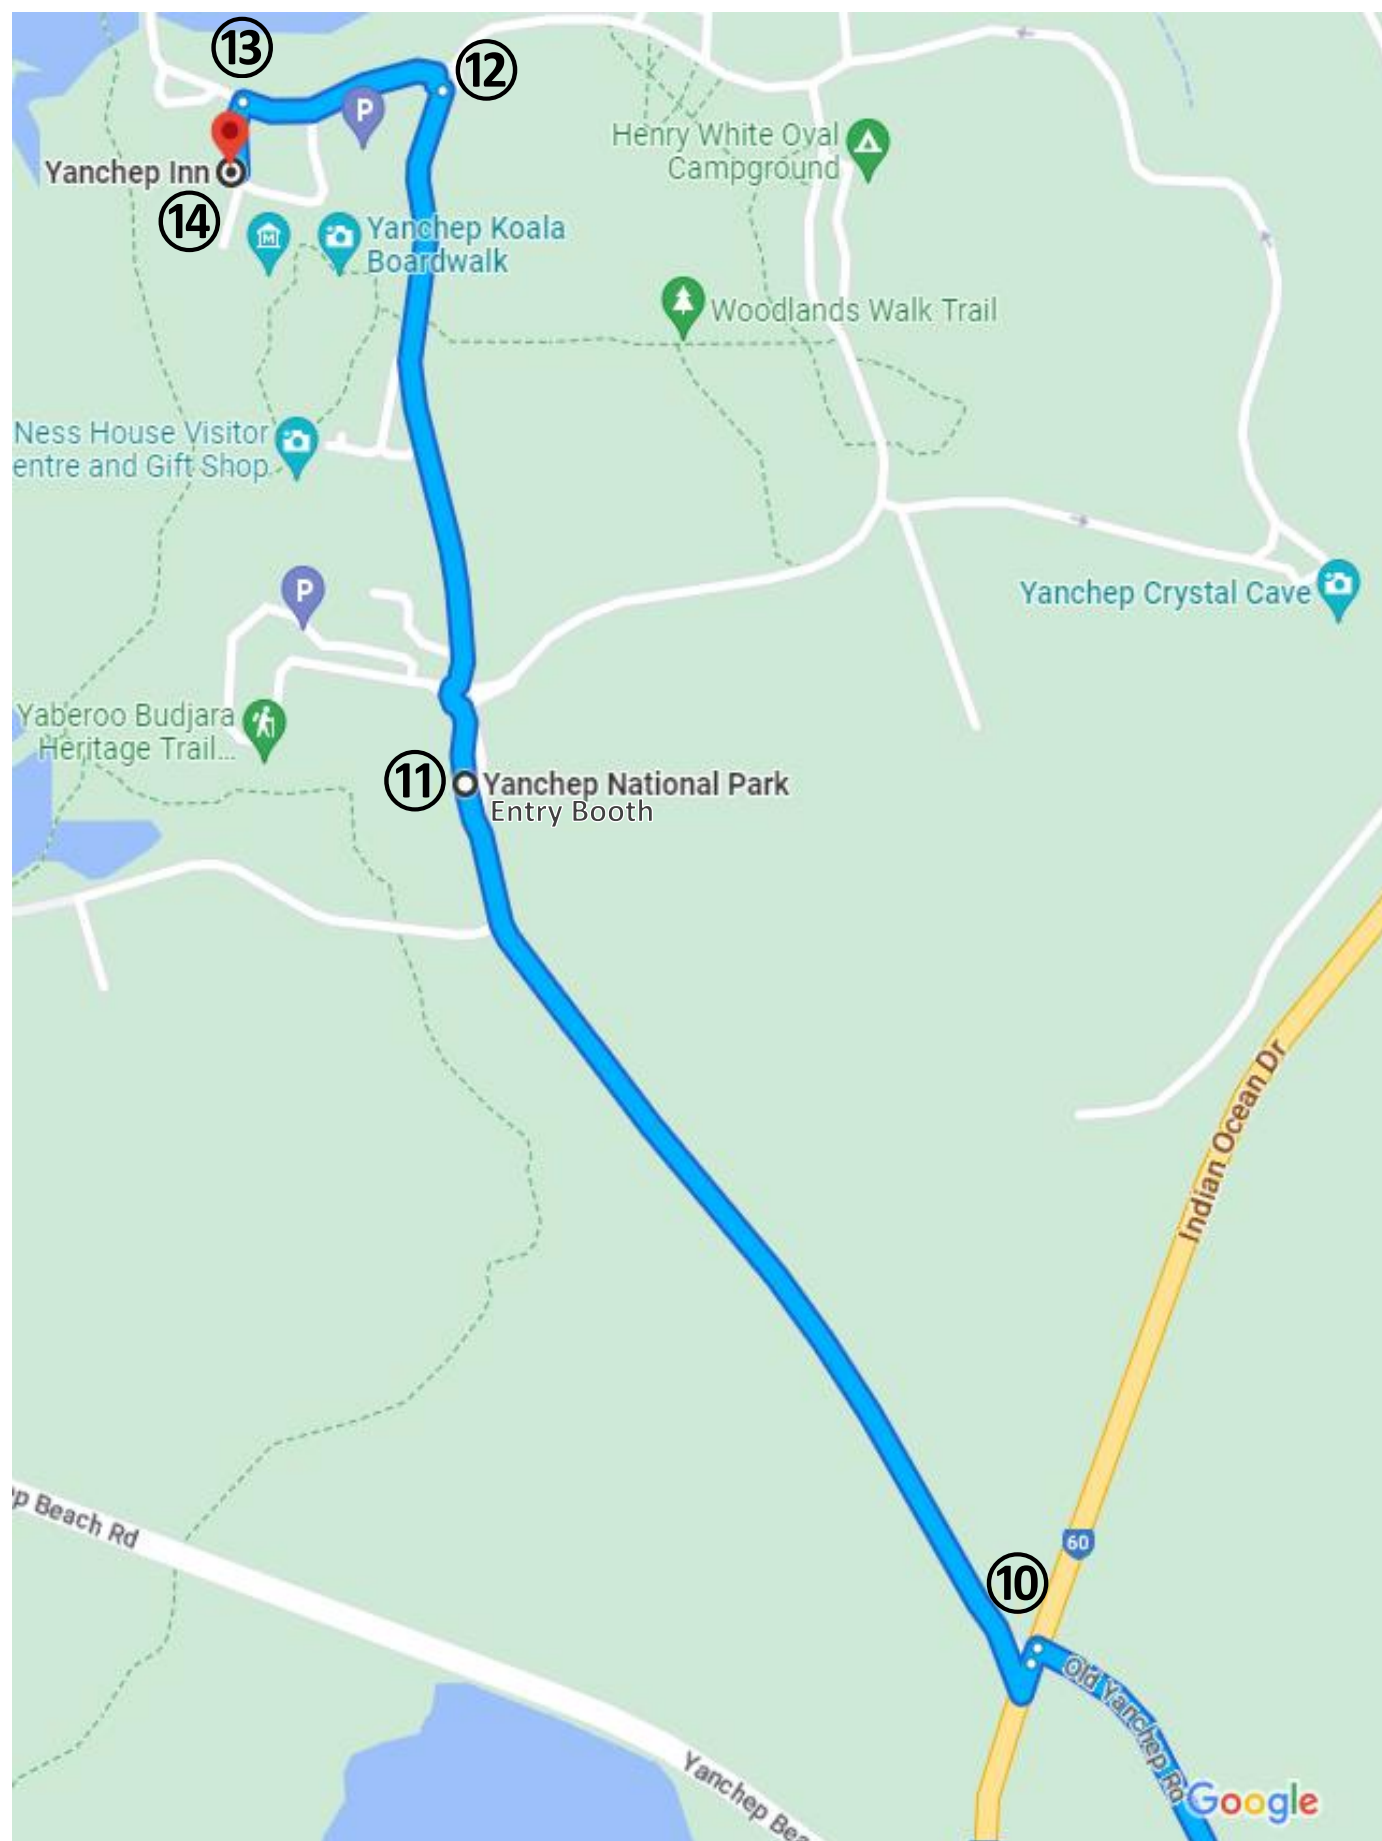 ⑬
⑫
P
Henry White Oval
Campground
Yanchep Inn
⑭
M
Yanchep Koala
Boardwalk
Woodlands Walk Trail
Ness House Visitor
entre and Gift Shop
P
Yanchep Crystal Cave
Yaberoo Budjara
Heritage Trail...
⑪
Yanchep National Park
Entry Booth
Indian Ocean Dr
p Beach Rd
60
⑩
Old Yanchep Rd
Yanchep Bea
Google